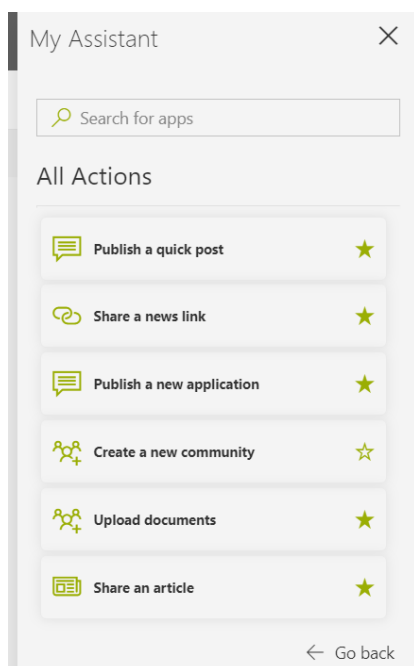 My Assistant
Search for apps
All Actions
Publish a quick post
Share a news link
Publish a new application
Create a new community
Upload documents
Share an article
Go back